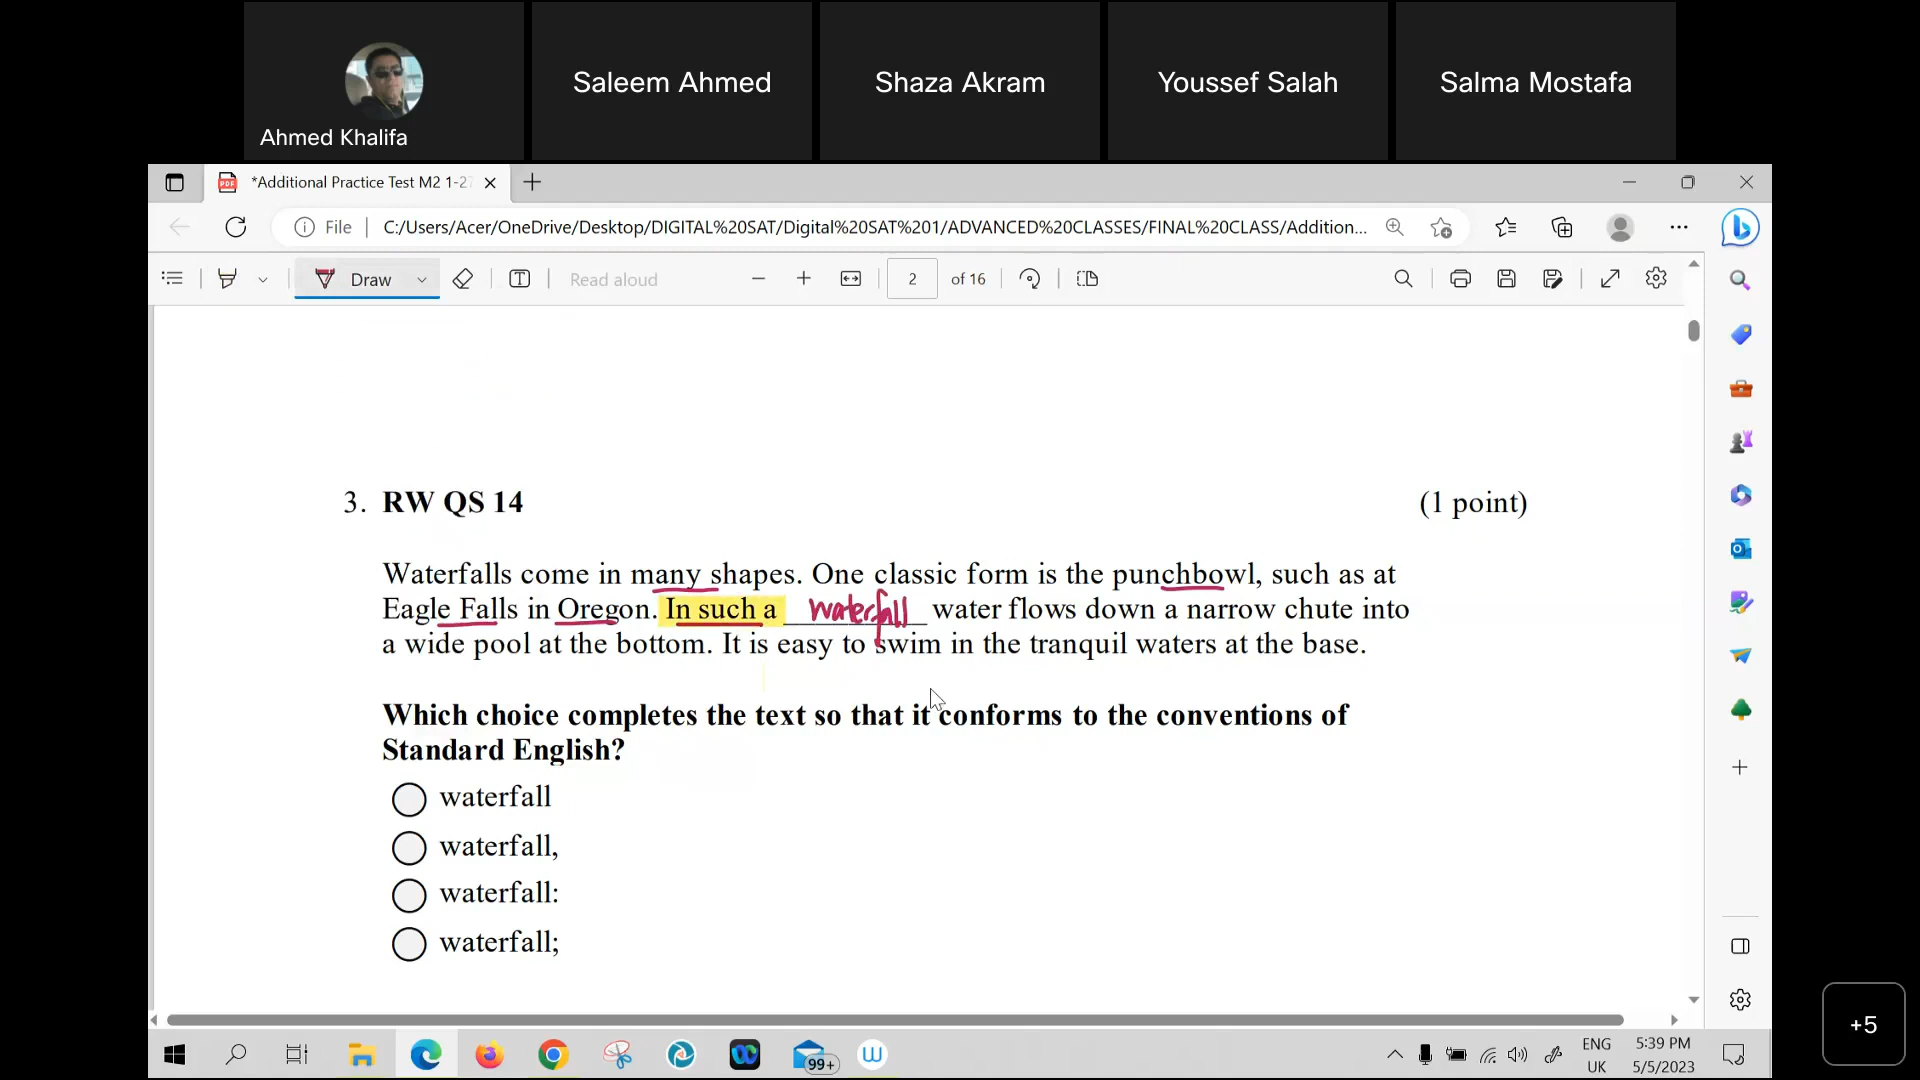 Ahmed Khalifa
Saleem Ahmed
Shaza Akram
Youssef Salah
Salma Mostafa
*Additional Practice Test M2 1-27
File
C:/Users/Acer/OneDrive/Desktop/DIGITAL%20SAT/Digital%20SAT%201/ADVANCED%20CLASSES/FINAL%20CLASS/Addition...
Draw
Read aloud
2
of 16
3. RW QS 14 (1 point)
Waterfalls come in many shapes. One classic form is the punchbowl, such as at
Eagle Falls in Oregon. In such a waterfall water flows down a narrow chute into
a wide pool at the bottom. It is easy to swim in the tranquil waters at the base.
Which choice completes the text so that it conforms to the conventions of
Standard English?
waterfall
waterfall,
waterfall:
waterfall;
+5
99+
ENG
UK
5:39 PM
5/5/2023